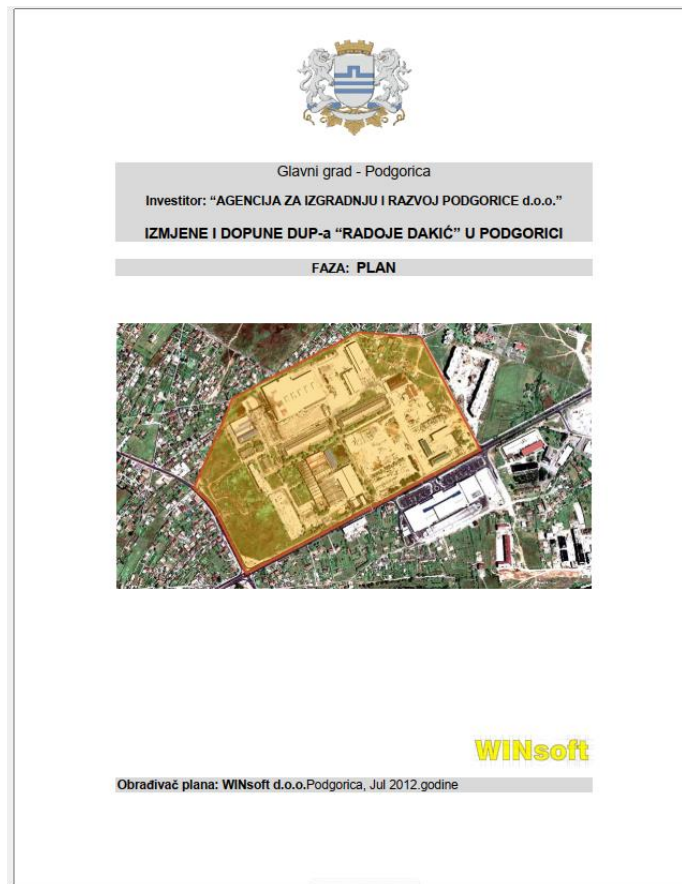 Glavni grad - Podgorica
Investitor: “AGENCIJA ZA IZGRADNJU I RAZVOJ PODGORICE d.o.o.”
IZMJENE I DOPUNE DUP-a “RADOJE DAKIĆ” U PODGORICI
FAZA: PLAN
WINsoft
Obrađivač plana: WINsoft d.o.o.Podgorica, Jul 2012.godine